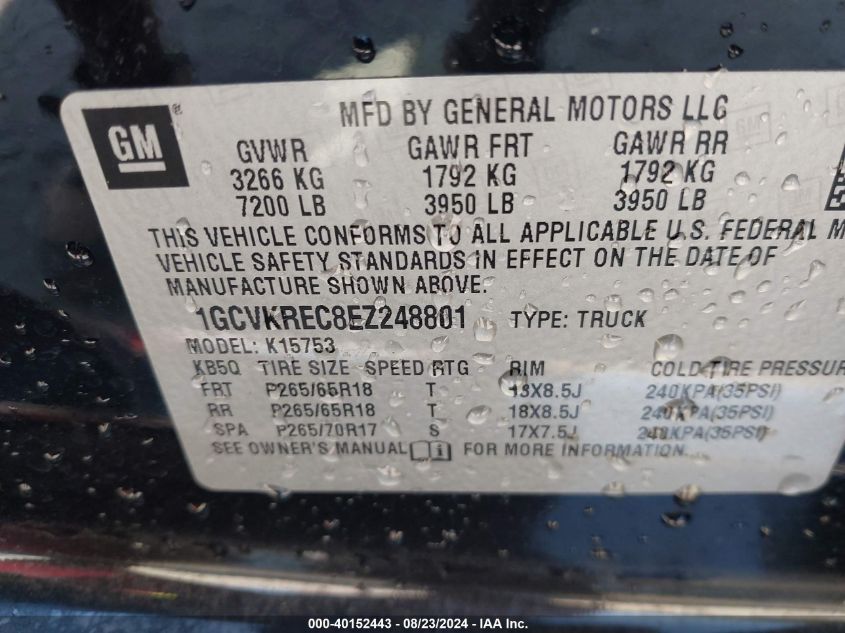 GM
MFD BY GENERAL MOTORS LLC
GVWR GAWR FRT GAWR RR
3266 KG 1792 KG 1792 KG
7200 LB 3950 LB 3950 LB
THIS VEHICLE CONFORMS TO ALL APPLICABLE U.S. FEDERAL M
VEHICLE SAFETY STANDARDS IN EFFECT ON THE DATE OF
MANUFACTURE SHOWN ABOVE.
1GCVKREC8EZ248801 TYPE: TRUCK
MODEL: K15753
KB5Q TIRE SIZE SPEED RTG RIM COLD TIRE PRESSUR
FRT P265/65R18 T 18X8.5J 240KPA(35PSI)
RR P265/65R18 T 18X8.5J 240KPA(35PSI)
SPA P265/70R17 S 17X7.5J 240KPA(35PSI)
SEE OWNER'S MANUAL FOR MORE INFORMATION.
000-40152443 - 08/23/2024 - IAA Inc.